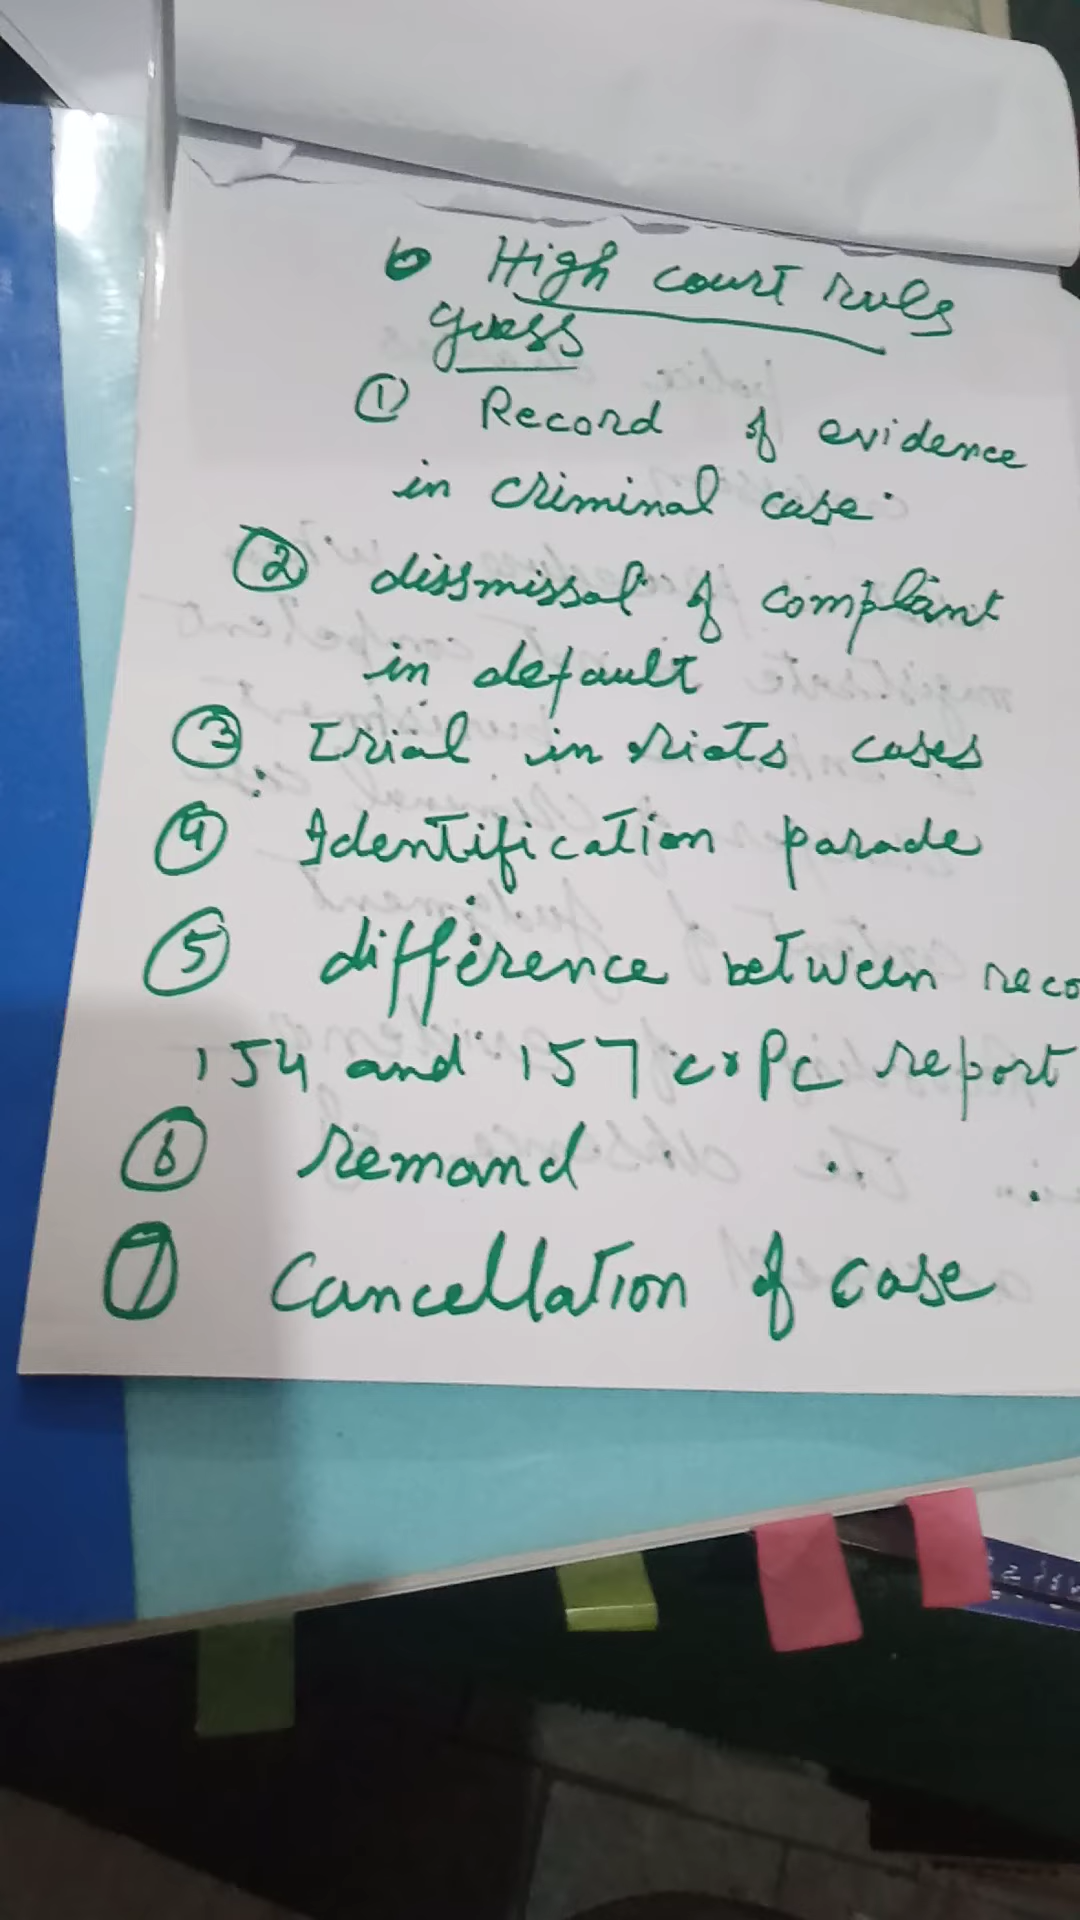 High court rules
guess
① Record of evidence
in criminal case.
② dissmissal of complaint
in default
③ Trial in riots cases
④ Identification parade
⑤ difference between reco
154 and 157 crPc report
⑥ remand
⑦ Cancellation of case